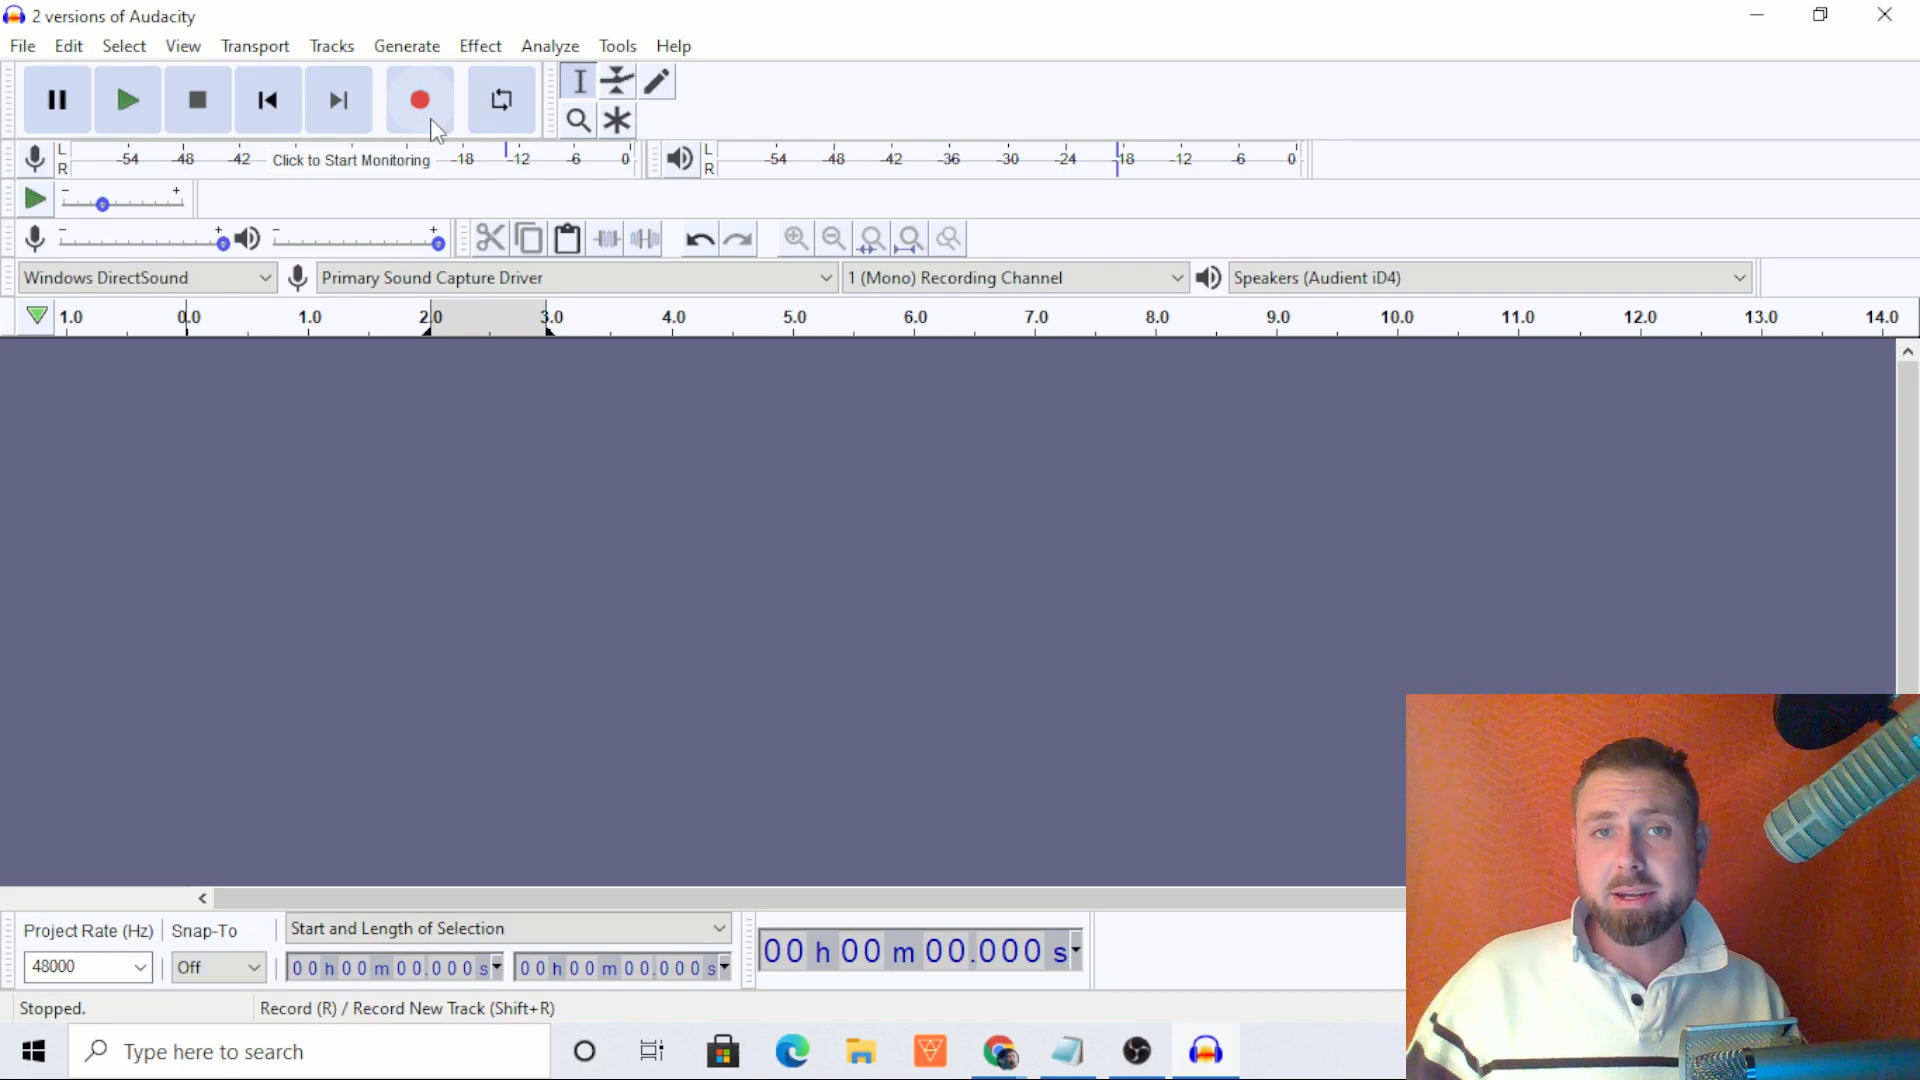 2 versions of Audacity
File Edit Select View Transport Tracks Generate Effect Analyze Tools Help
L R -54 -48 -42 Click to Start Monitoring -18 -12 -6 0 L R -54 -48 -42 -36 -30 -24 -18 -12 -6 0
- +
- + - +
Windows DirectSound Primary Sound Capture Driver 1 (Mono) Recording Channel Speakers (Audient iD4)
1.0 0.0 1.0 2.0 3.0 4.0 5.0 6.0 7.0 8.0 9.0 10.0 11.0 12.0 13.0 14.0
Project Rate (Hz) Snap-To Start and Length of Selection
48000 Off 00 h 00 m 00.000 s 00 h 00 m 00.000 s 00 h 00 m 00.000 s
Stopped. Record (R) / Record New Track (Shift+R)
Type here to search